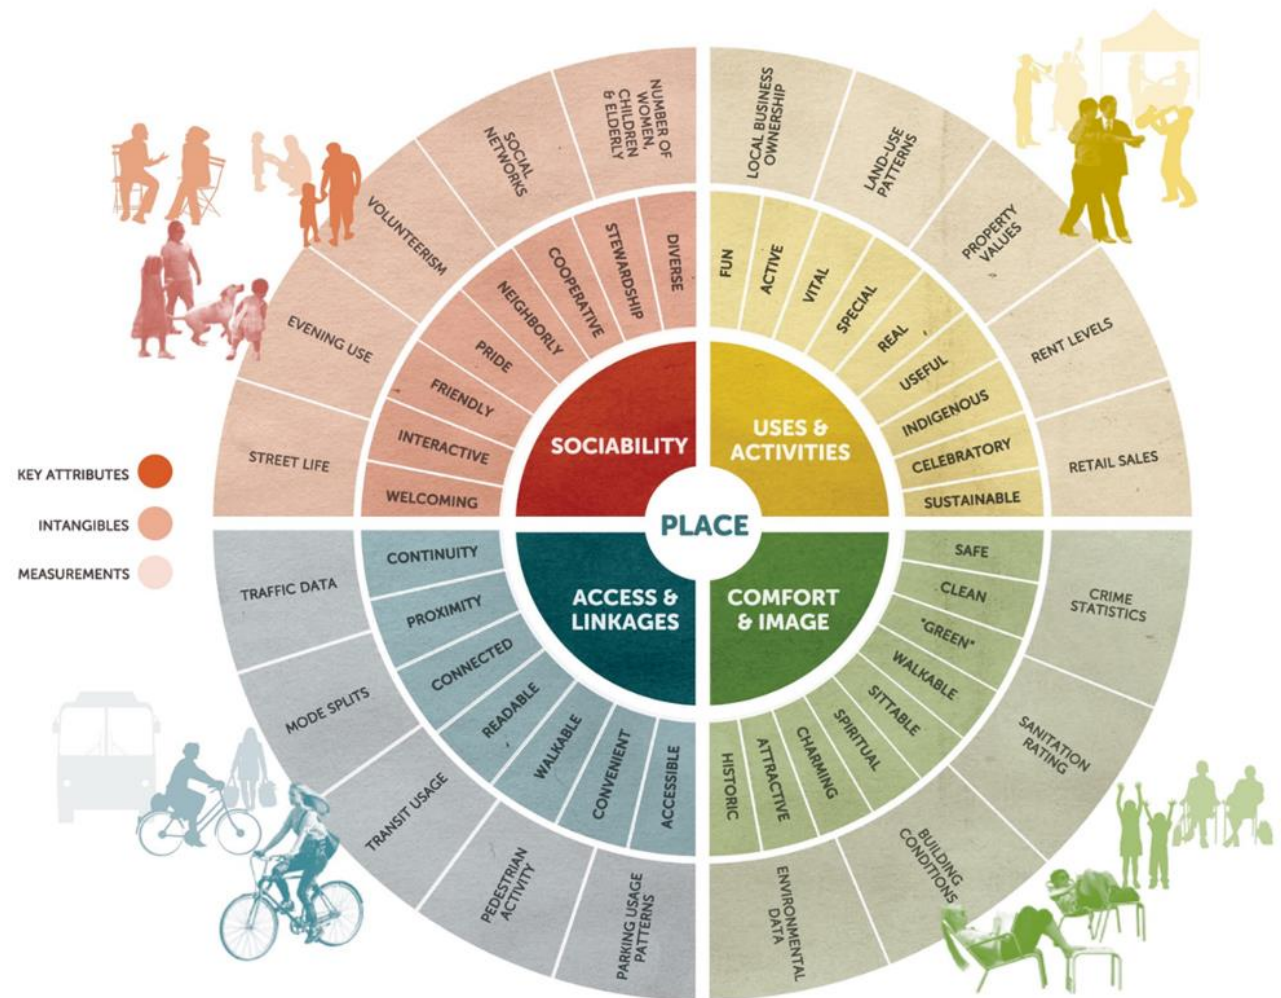 NUMBER OF
WOMEN,
CHILDREN
& ELDERLY
SOCIAL
NETWORKS
VOLUNTEERISM
EVENING USE
STREET LIFE
LOCAL BUSINESS
OWNERSHIP
LAND-USE
PATTERNS
PROPERTY
VALUES
RENT LEVELS
RETAIL SALES
DIVERSE
STEWARDSHIP
COOPERATIVE
NEIGHBORLY
PRIDE
FRIENDLY
INTERACTIVE
WELCOMING
FUN
ACTIVE
VITAL
SPECIAL
REAL
USEFUL
INDIGENOUS
CELEBRATORY
SUSTAINABLE
SOCIABILITY
USES &
ACTIVITIES
PLACE
ACCESS &
LINKAGES
COMFORT
& IMAGE
KEY ATTRIBUTES
INTANGIBLES
MEASUREMENTS
CONTINUITY
PROXIMITY
CONNECTED
READABLE
WALKABLE
CONVENIENT
ACCESSIBLE
SAFE
CLEAN
"GREEN"
WALKABLE
SITTABLE
SPIRITUAL
CHARMING
ATTRACTIVE
HISTORIC
TRAFFIC DATA
MODE SPLITS
TRANSIT USAGE
PEDESTRIAN
ACTIVITY
PARKING USAGE
PATTERNS
CRIME
STATISTICS
SANITATION
RATING
BUILDING
CONDITIONS
ENVIRONMENTAL
DATA